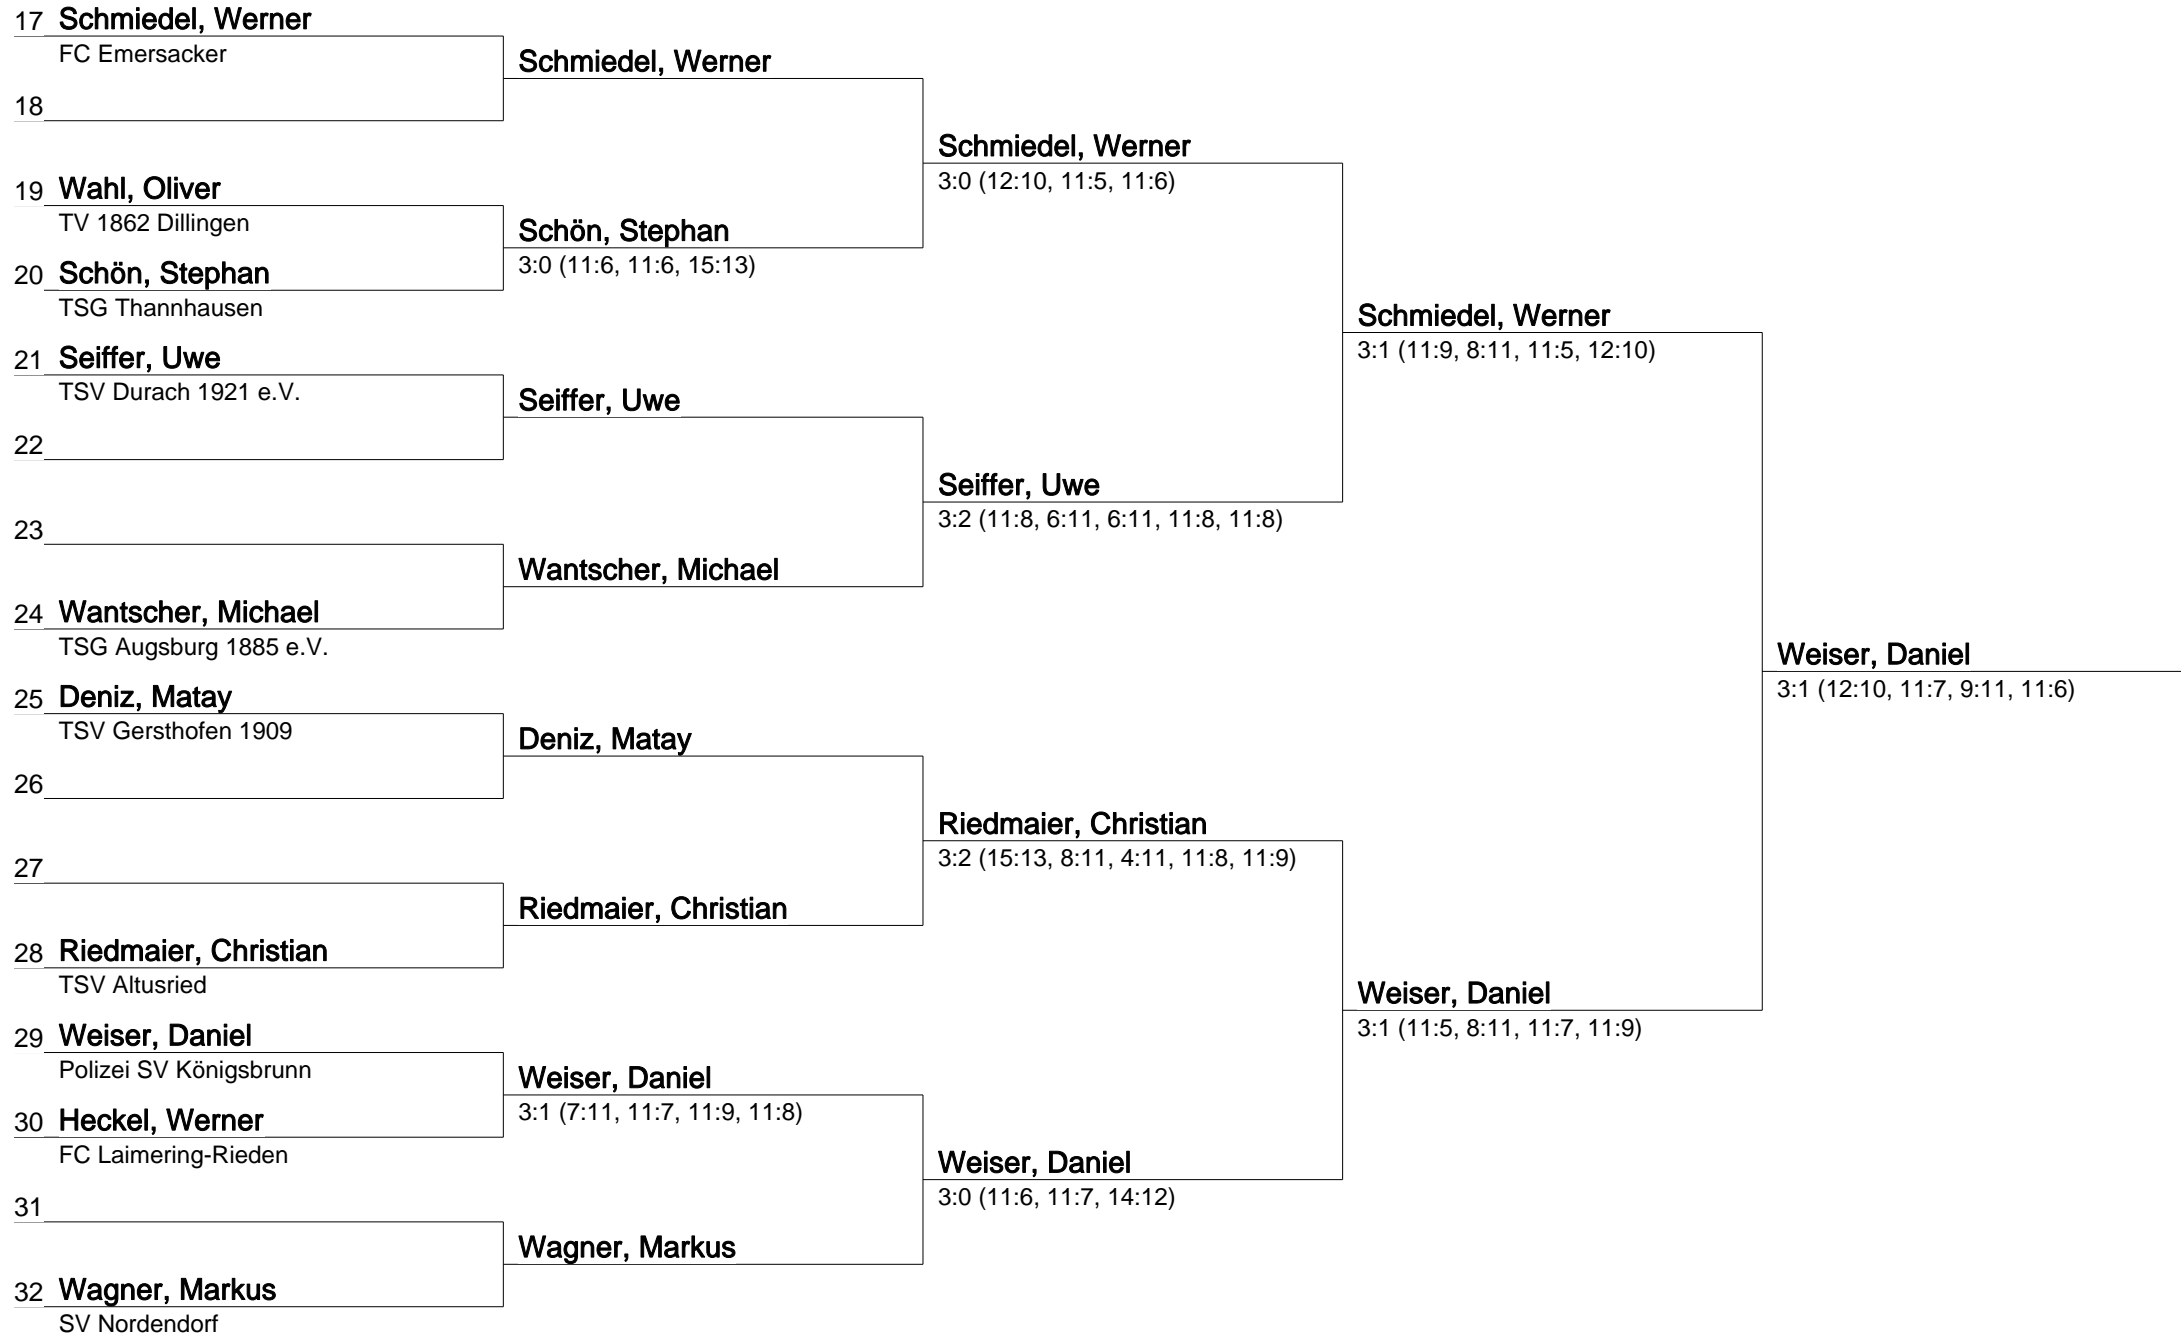 17 Schmiedel, Werner
FC Emersacker
Schmiedel, Werner
18
Schmiedel, Werner
3:0 (12:10, 11:5, 11:6)
19 Wahl, Oliver
TV 1862 Dillingen
Schön, Stephan
3:0 (11:6, 11:6, 15:13)
20 Schön, Stephan
TSG Thannhausen
Schmiedel, Werner
3:1 (11:9, 8:11, 11:5, 12:10)
21 Seiffer, Uwe
TSV Durach 1921 e.V.
Seiffer, Uwe
22
Seiffer, Uwe
3:2 (11:8, 6:11, 6:11, 11:8, 11:8)
23
Wantscher, Michael
24 Wantscher, Michael
TSG Augsburg 1885 e.V.
Weiser, Daniel
3:1 (12:10, 11:7, 9:11, 11:6)
25 Deniz, Matay
TSV Gersthofen 1909
Deniz, Matay
26
Riedmaier, Christian
3:2 (15:13, 8:11, 4:11, 11:8, 11:9)
27
Riedmaier, Christian
28 Riedmaier, Christian
TSV Altusried
Weiser, Daniel
3:1 (11:5, 8:11, 11:7, 11:9)
29 Weiser, Daniel
Polizei SV Königsbrunn
Weiser, Daniel
3:1 (7:11, 11:7, 11:9, 11:8)
30 Heckel, Werner
FC Laimering-Rieden
Weiser, Daniel
3:0 (11:6, 11:7, 14:12)
31
Wagner, Markus
32 Wagner, Markus
SV Nordendorf